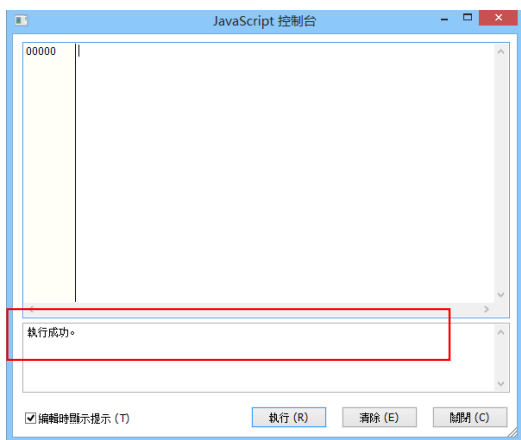 JavaScript 控制台
00000
執行成功。
編輯時顯示提示 (T)
執行 (R)
清除 (E)
關閉 (C)